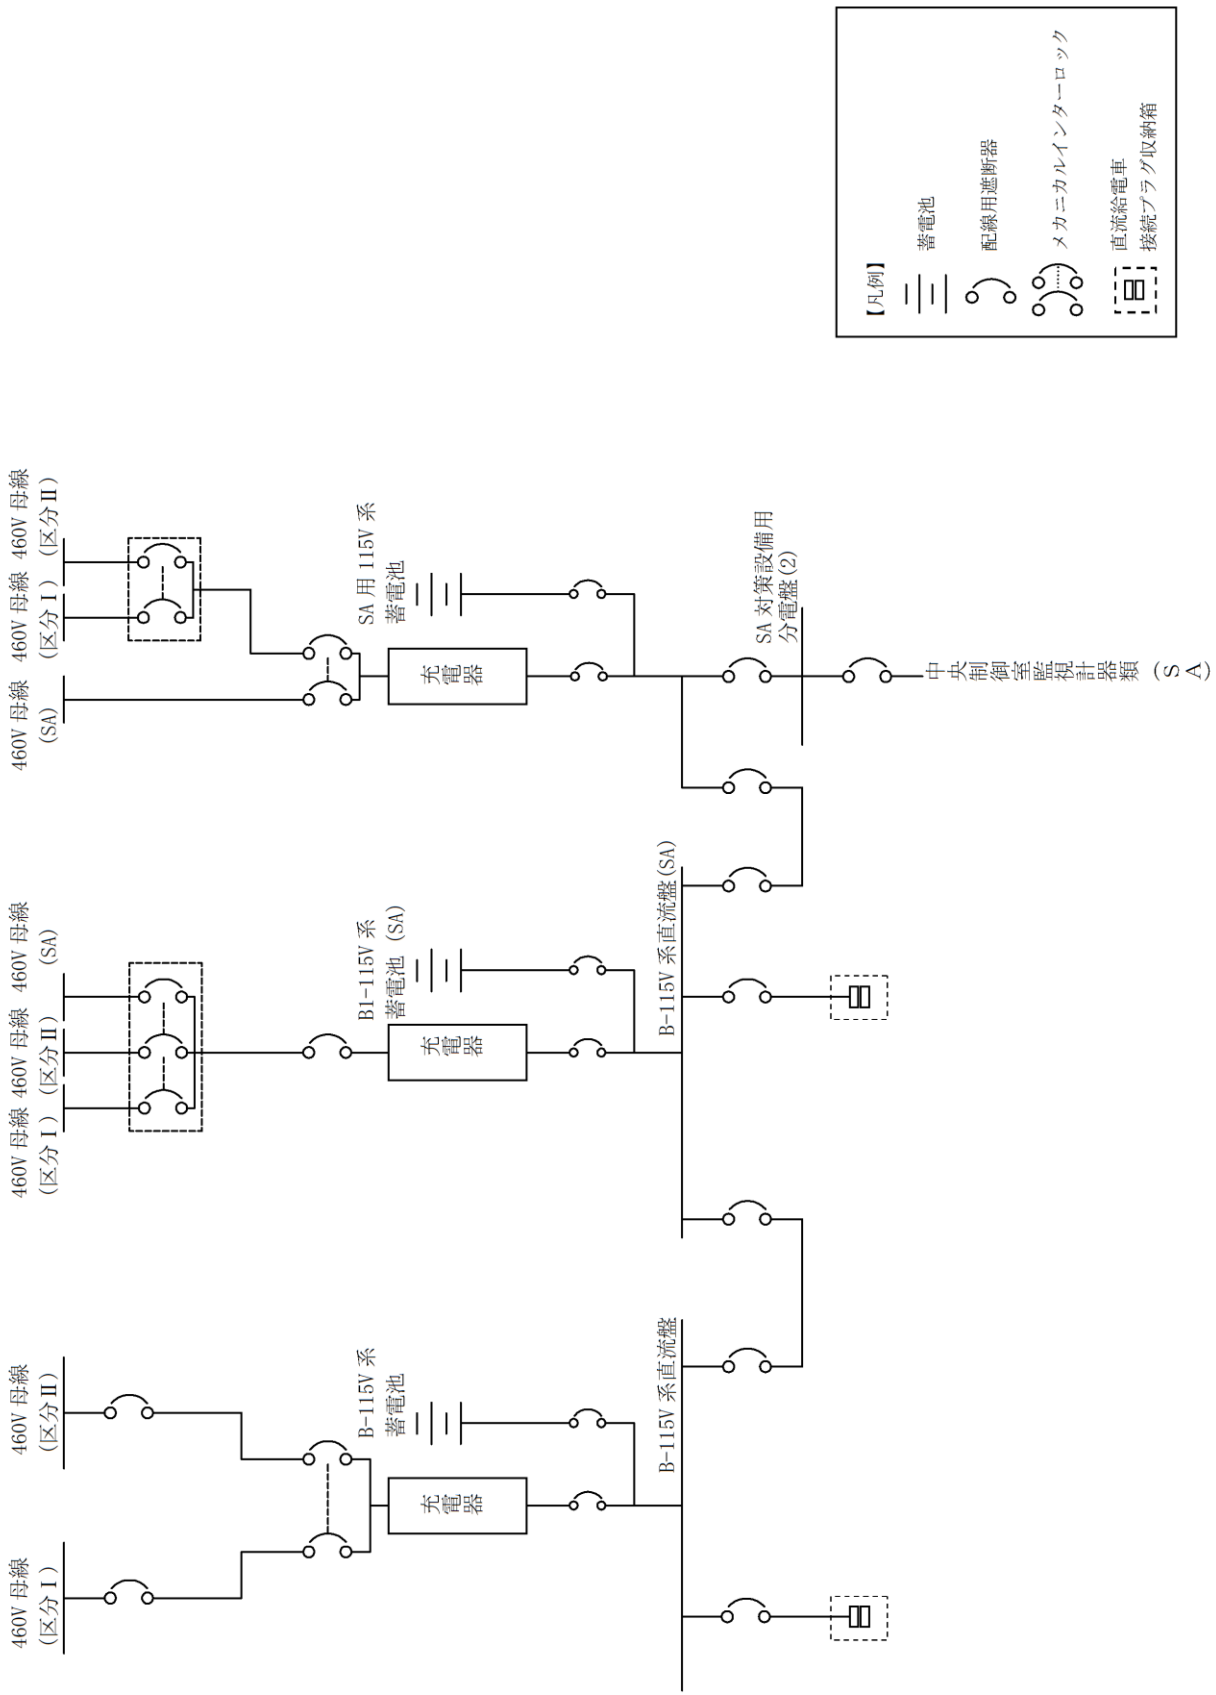 460V 母線
(区分Ⅰ)
460V 母線
(区分Ⅱ)
B-115V 系
蓄電池
充電器
B-115V 系直流盤
460V 母線
(区分Ⅰ)
460V 母線
(区分Ⅱ)
460V 母線
(SA)
B1-115V 系
蓄電池 (SA)
充電器
B-115V 系直流盤(SA)
460V 母線
(SA)
460V 母線
(区分Ⅰ)
460V 母線
(区分Ⅱ)
SA 用 115V 系
蓄電池
充電器
SA 対策設備用
分電盤(2)
中央制御室監視計器類(SA)
【凡例】
蓄電池
配線用遮断器
メカニカルインターロック
直流給電車
接続プラグ収納箱